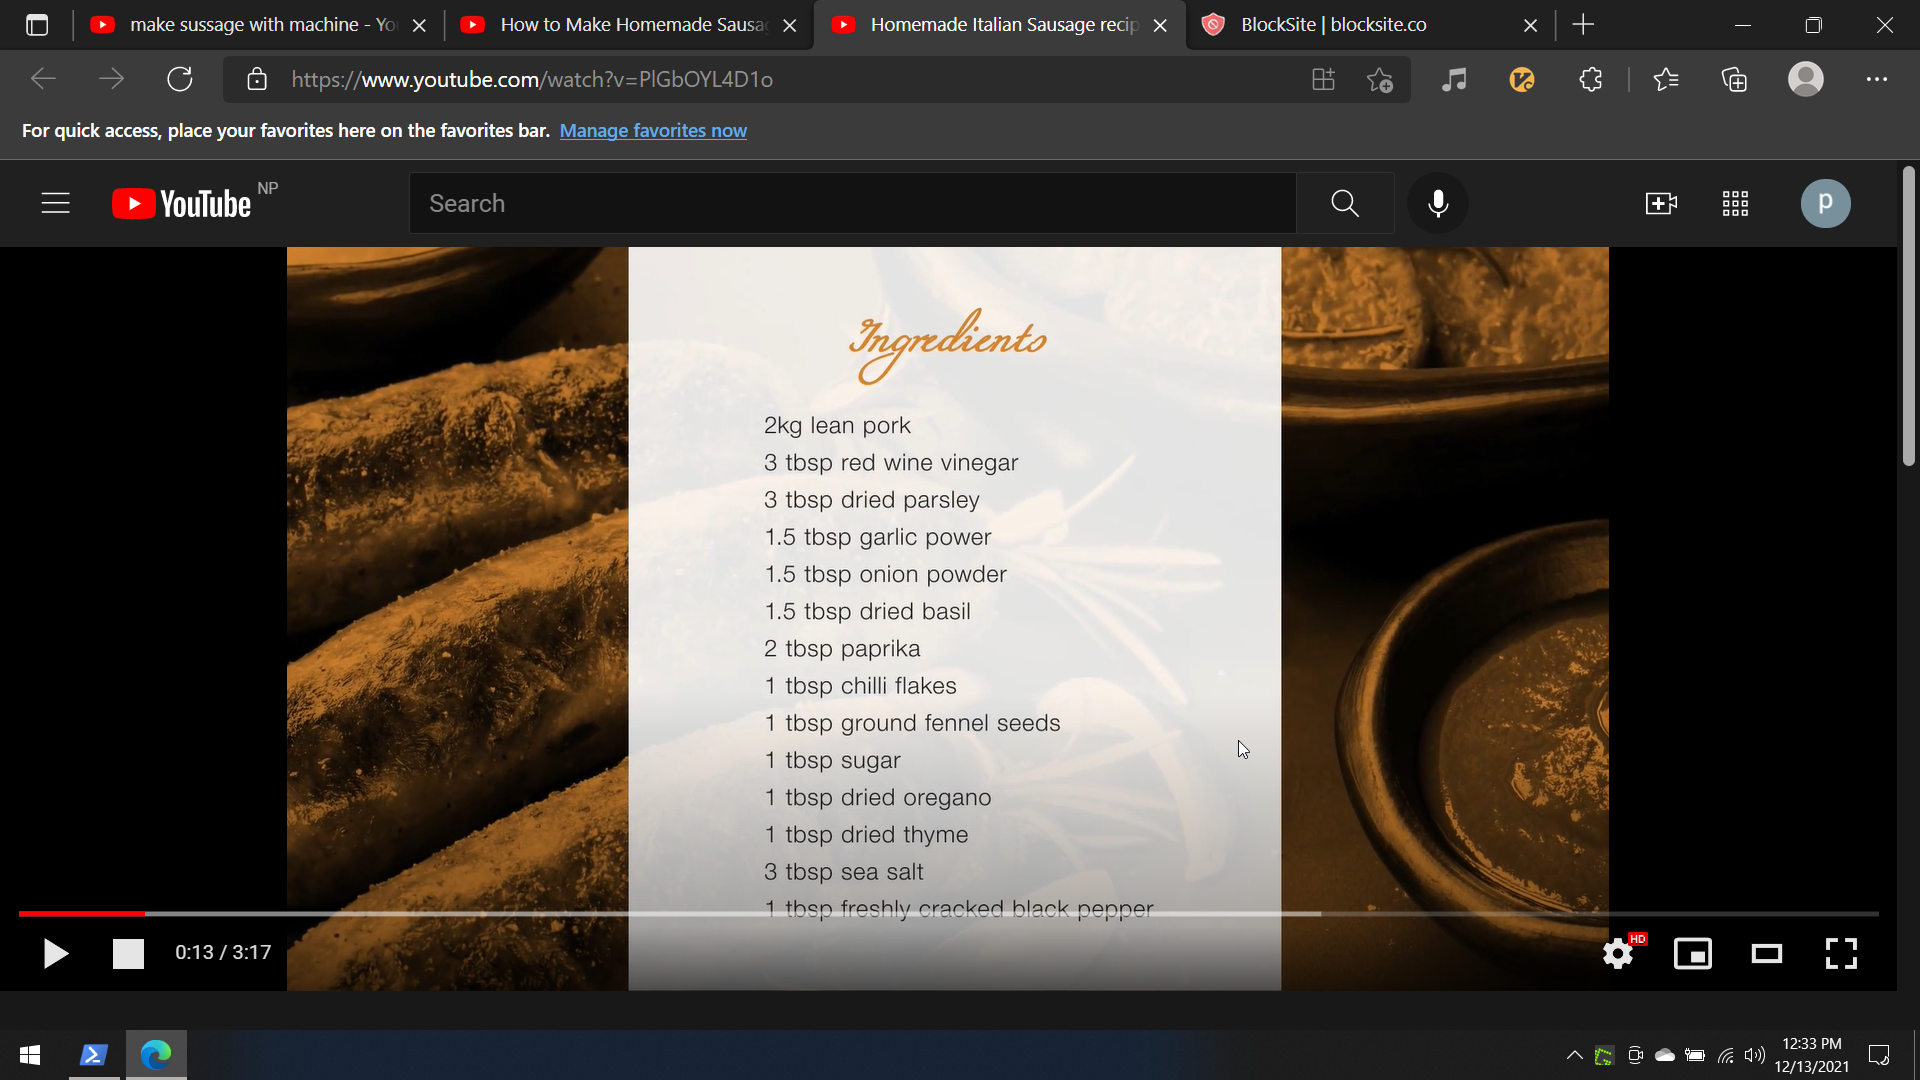 make sussage with machine - Yo
How to Make Homemade Sausa
Homemade Italian Sausage recip
BlockSite | blocksite.co
https://www.youtube.com/watch?v=PIGbOYL4D1o
For quick access, place your favorites here on the favorites bar. Manage favorites now
YouTube NP
Search
p
Ingredients
2kg lean pork
3 tbsp red wine vinegar
3 tbsp dried parsley
1.5 tbsp garlic power
1.5 tbsp onion powder
1.5 tbsp dried basil
2 tbsp paprika
1 tbsp chilli flakes
1 tbsp ground fennel seeds
1 tbsp sugar
1 tbsp dried oregano
1 tbsp dried thyme
3 tbsp sea salt
1 tbsp freshly cracked black pepper
0:13 / 3:17
HD
12:33 PM
12/13/2021